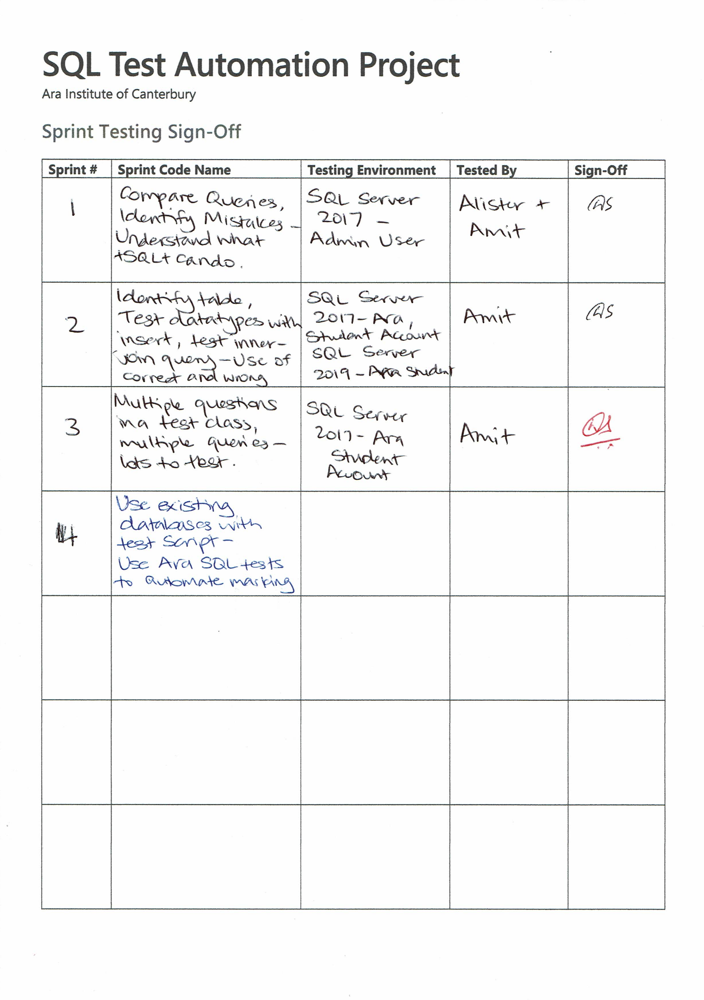 SQL Test Automation Project
Ara Institute of Canterbury
Sprint Testing Sign-Off
Sprint # Sprint Code Name Testing Environment Tested By Sign-Off
1
Compare Queries,
Identify Mistakes –
Understand what
tSQLt can do.
SQL Server
2017 –
Admin User
Alister +
Amit
AS
2
Identify table,
Test datatypes with
insert, test inner-
join query – Use of
correct and wrong
SQL Server
2017 – Ara,
Student Account
SQL Server
2019 – Ara Student
Amit
AS
3
Multiple questions
in a test class,
multiple queries –
lots to test.
SQL Server
2017 – Ara
Student
Account
Amit
AS
4
Use existing
databases with
test script –
Use Ara SQL tests
to automate marking